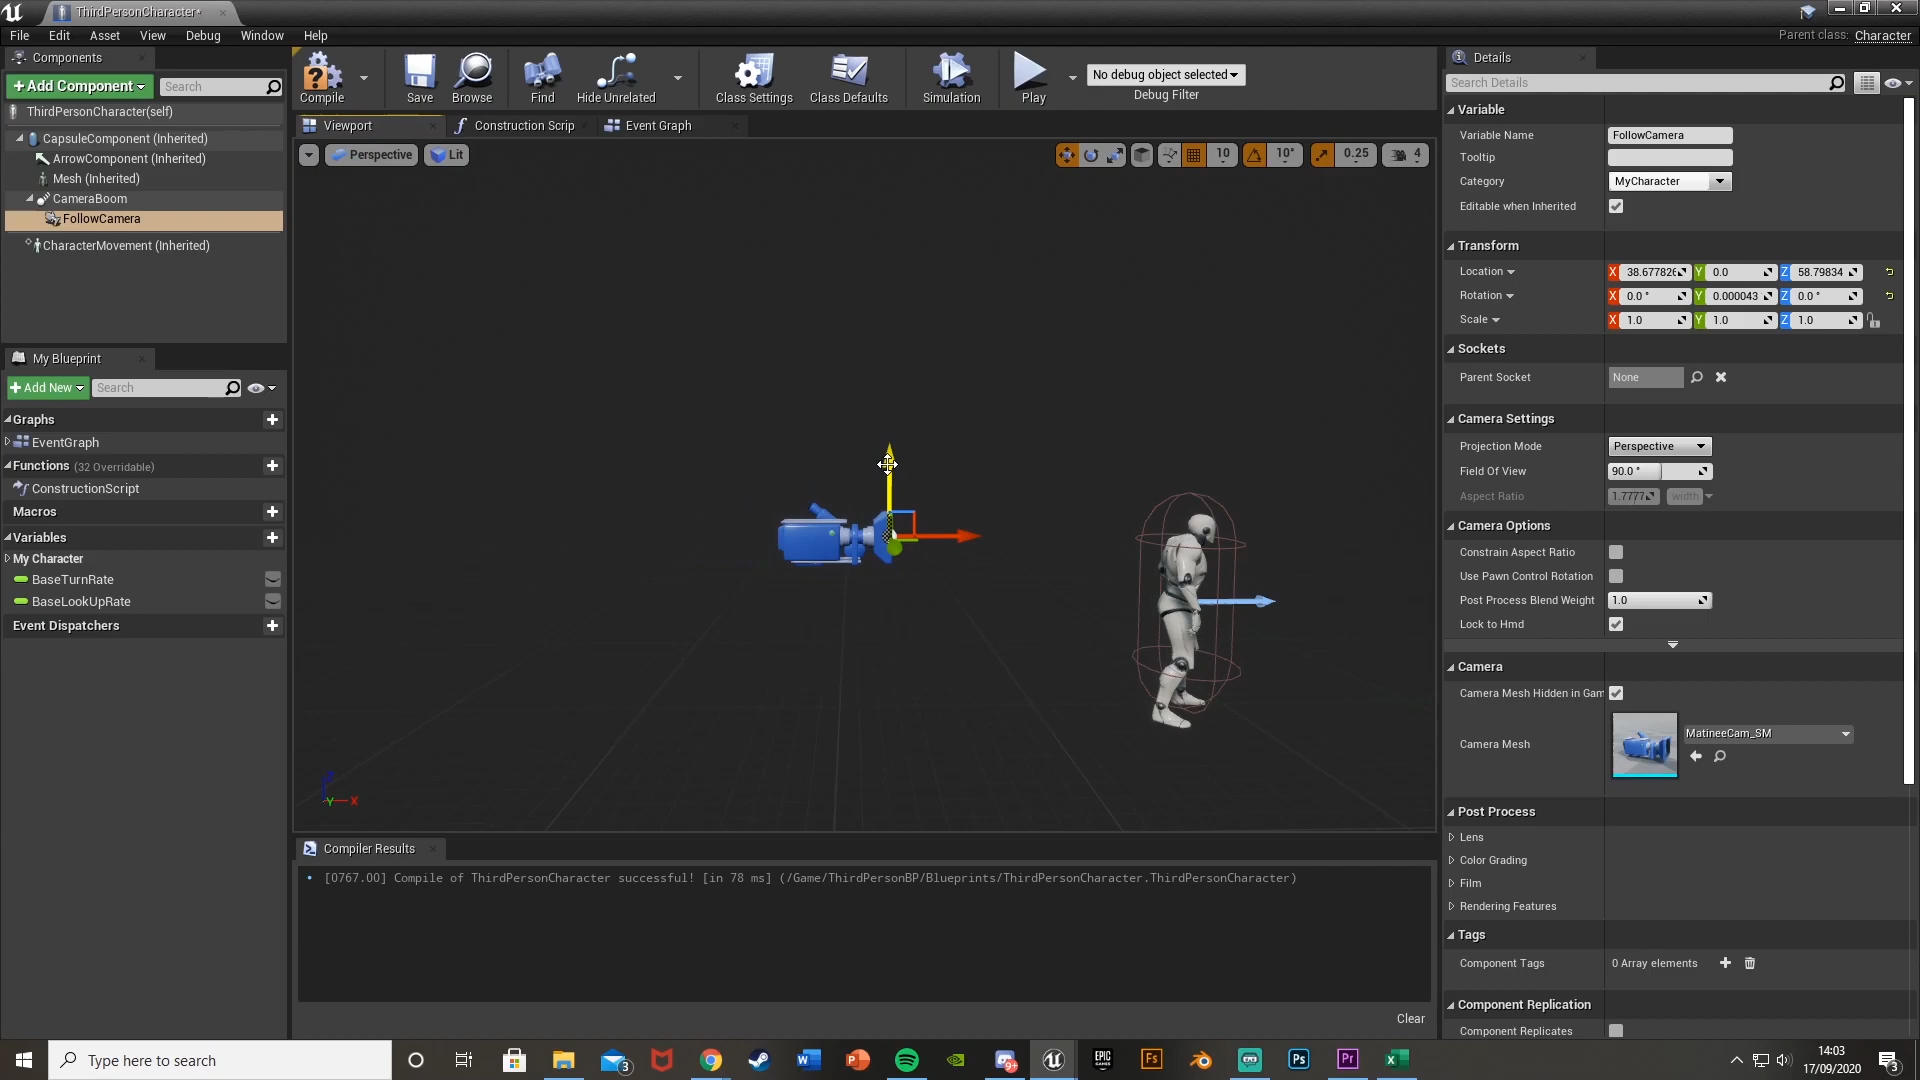 ThirdPersonCharacter*
File Edit Asset View Debug Window Help
Parent class: Character
Components
+ Add Component
Search
ThirdPersonCharacter(self)
CapsuleComponent (Inherited)
ArrowComponent (Inherited)
Mesh (Inherited)
CameraBoom
FollowCamera
CharacterMovement (Inherited)
My Blueprint
+ Add New
Search
Graphs
EventGraph
Functions (32 Overridable)
ConstructionScript
Macros
Variables
My Character
BaseTurnRate
BaseLookUpRate
Event Dispatchers
Compile Save Browse Find Hide Unrelated Class Settings Class Defaults Simulation Play
No debug object selected
Debug Filter
Viewport Construction Scrip Event Graph
Perspective Lit 10 10° 0.25 4
Z
Y X
Compiler Results
[0767.00] Compile of ThirdPersonCharacter successful! [in 78 ms] (/Game/ThirdPersonBP/Blueprints/ThirdPersonCharacter.ThirdPersonCharacter)
Clear
Details
Search Details
Variable
Variable Name FollowCamera
Tooltip
Category MyCharacter
Editable when Inherited
Transform
Location X 38.677826 Y 0.0 Z 58.79834
Rotation X 0.0 ° Y 0.000043 Z 0.0 °
Scale X 1.0 Y 1.0 Z 1.0
Sockets
Parent Socket None
Camera Settings
Projection Mode Perspective
Field Of View 90.0 °
Aspect Ratio 1.7777 width
Camera Options
Constrain Aspect Ratio
Use Pawn Control Rotation
Post Process Blend Weight 1.0
Lock to Hmd
Camera
Camera Mesh Hidden in Gam
Camera Mesh MatineeCam_SM
Post Process
Lens
Color Grading
Film
Rendering Features
Tags
Component Tags 0 Array elements
Component Replication
Component Replicates
Type here to search
3
W
P
9+
EPIC GAMES
Fs
Ps
Pr
X
14:03
17/09/2020
3